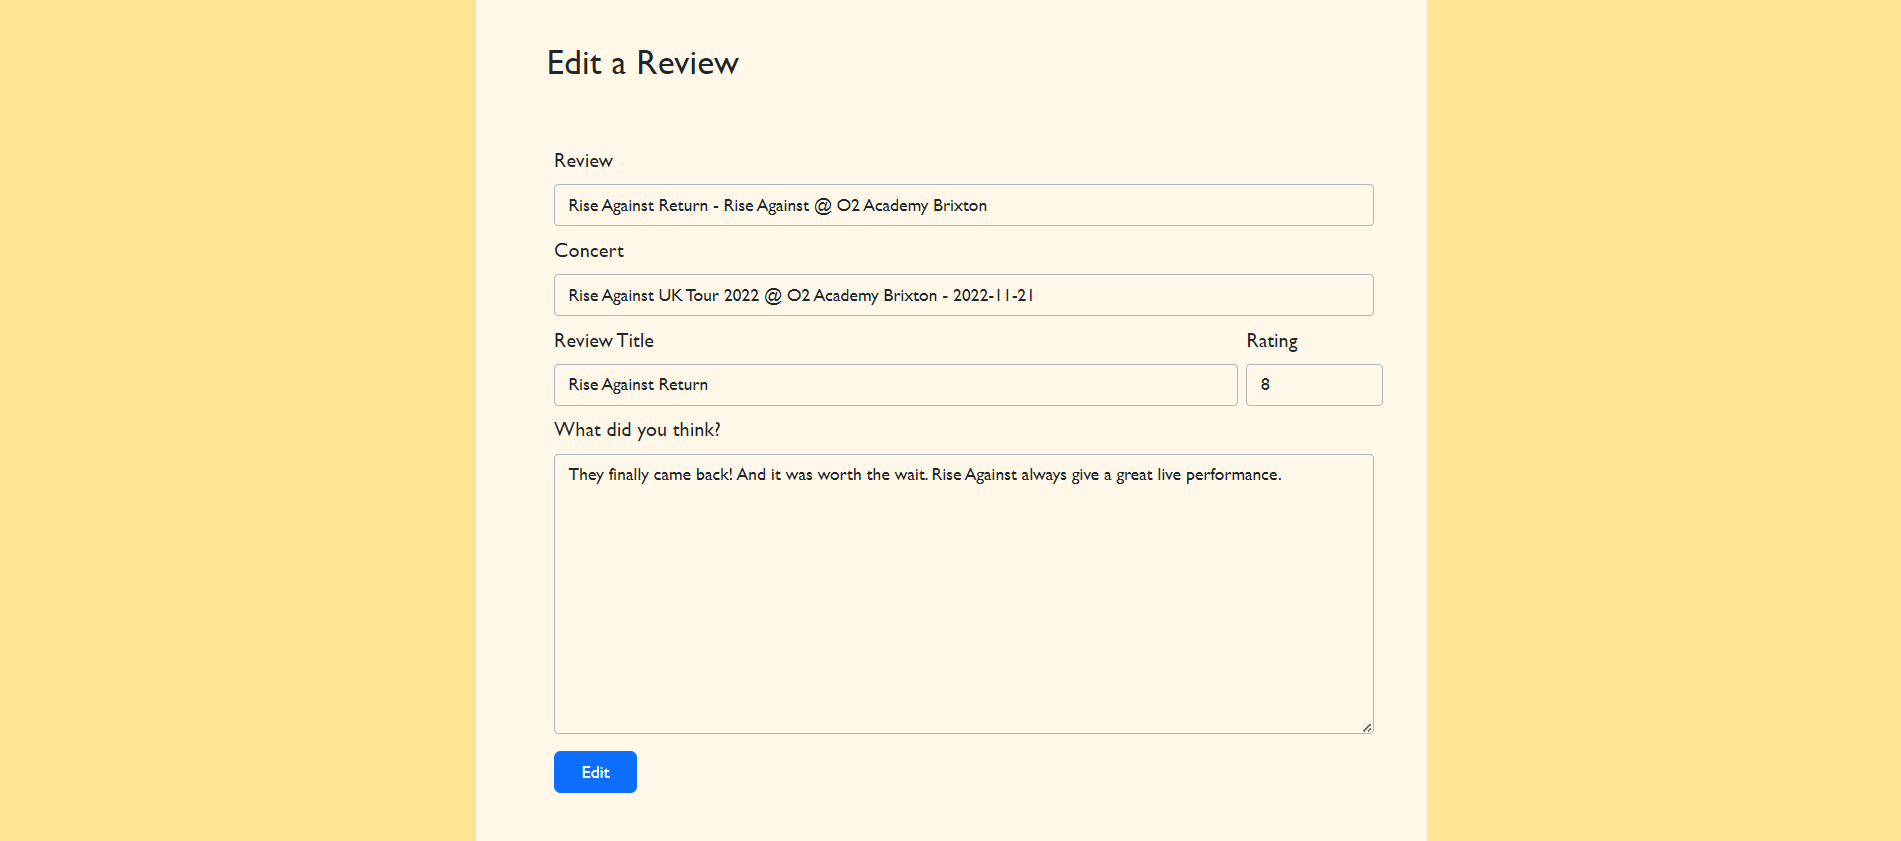 Edit a Review
Review
Rise Against Return - Rise Against @ O2 Academy Brixton
Concert
Rise Against UK Tour 2022 @ O2 Academy Brixton - 2022-11-21
Review Title
Rating
Rise Against Return
8
What did you think?
They finally came back! And it was worth the wait. Rise Against always give a great live performance.
Edit